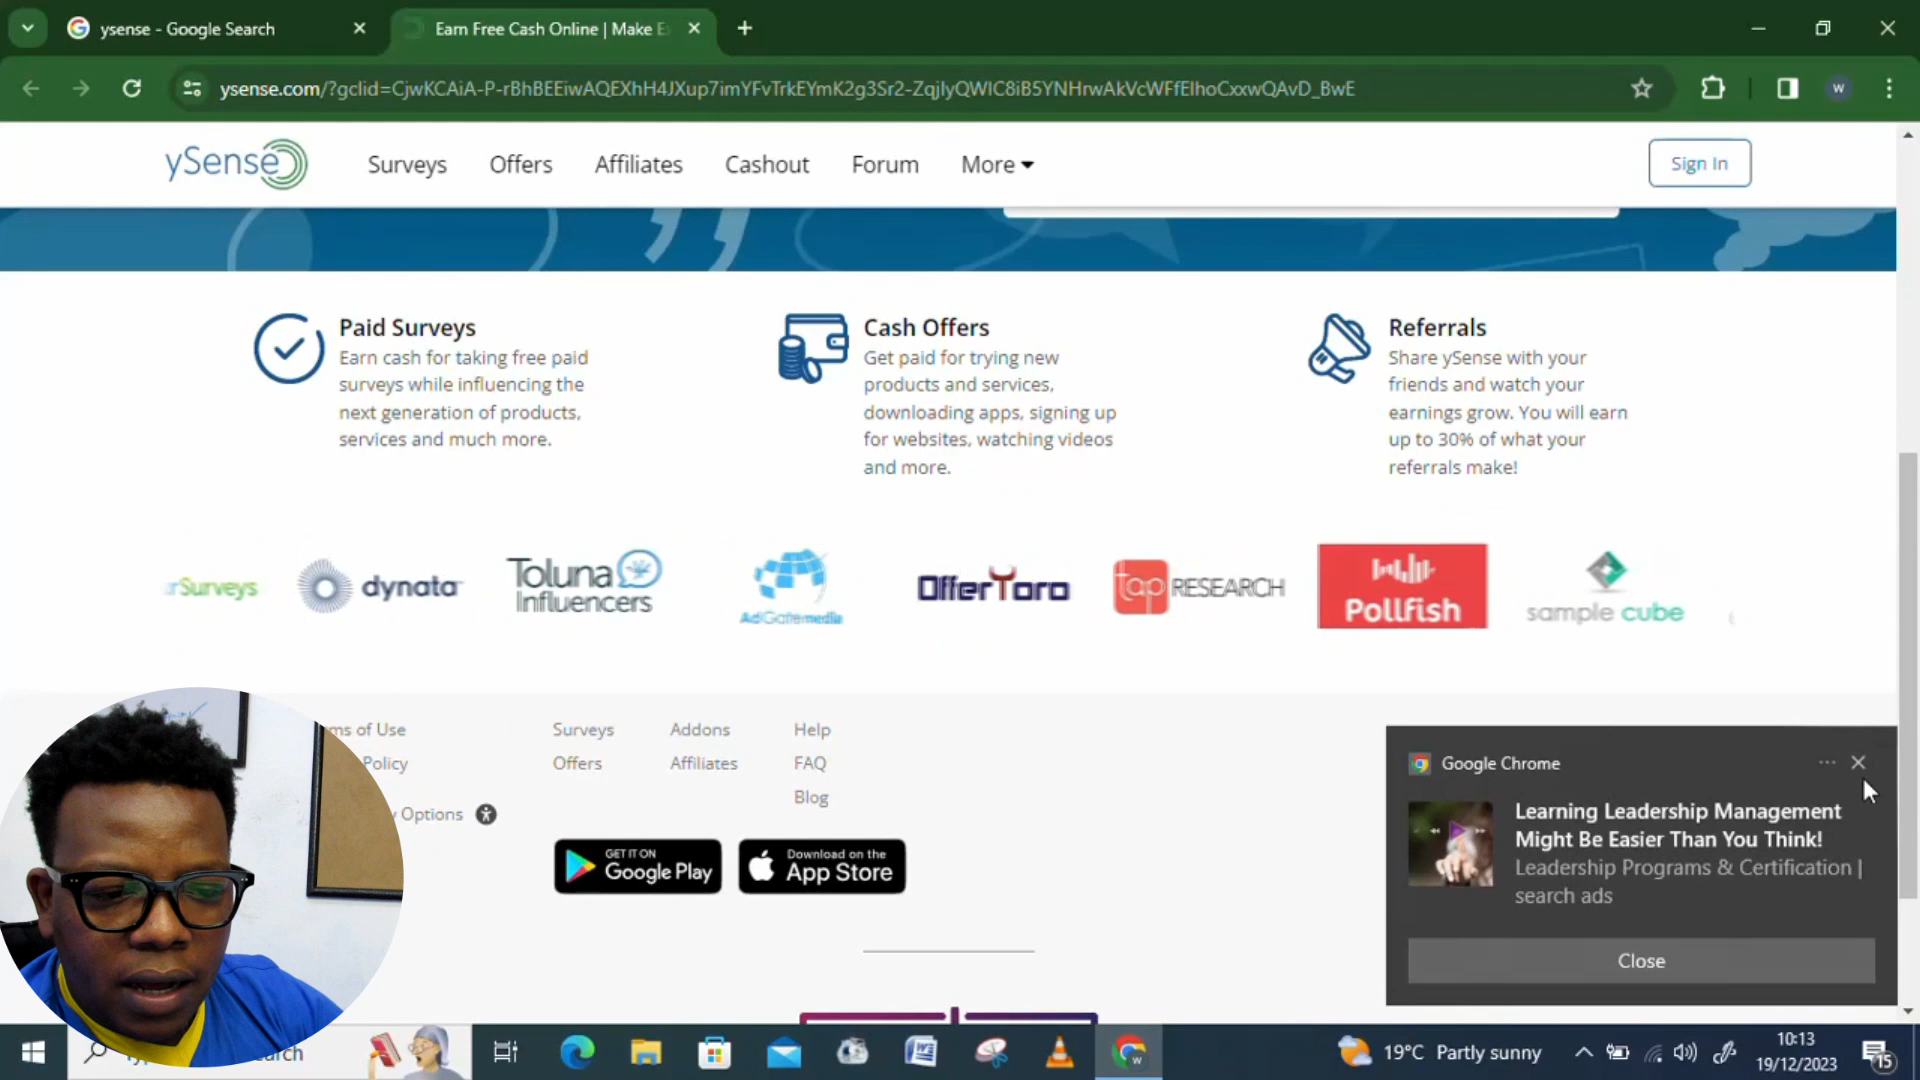 ysense - Google Search
Earn Free Cash Online | Make E
ysense.com/?gclid=CjwKCAiA-P-rBhBEEiwAQEXhH4JXup7imYFvTrkEYmK2g3Sr2-ZqjlyQWIC8iB5YNHrwAkVcWFfEIhoCxxwQAvD_BwE
W
ySense
Surveys
Offers
Affiliates
Cashout
Forum
More
Sign In
Paid Surveys
Earn cash for taking free paid
surveys while influencing the
next generation of products,
services and much more.
Cash Offers
Get paid for trying new
products and services,
downloading apps, signing up
for websites, watching videos
and more.
Referrals
Share ySense with your
friends and watch your
earnings grow. You will earn
up to 30% of what your
referrals make!
rSurveys
dynata
Toluna
Influencers
AdGatemedia
OfferToro
tap RESEARCH
Pollfish
sample cube
ms of Use
Policy
Options
Surveys
Offers
Addons
Affiliates
Help
FAQ
Blog
GET IT ON
Google Play
Download on the
App Store
Google Chrome
Learning Leadership Management
Might Be Easier Than You Think!
Leadership Programs & Certification |
search ads
Close
19°C Partly sunny
10:13
19/12/2023
15